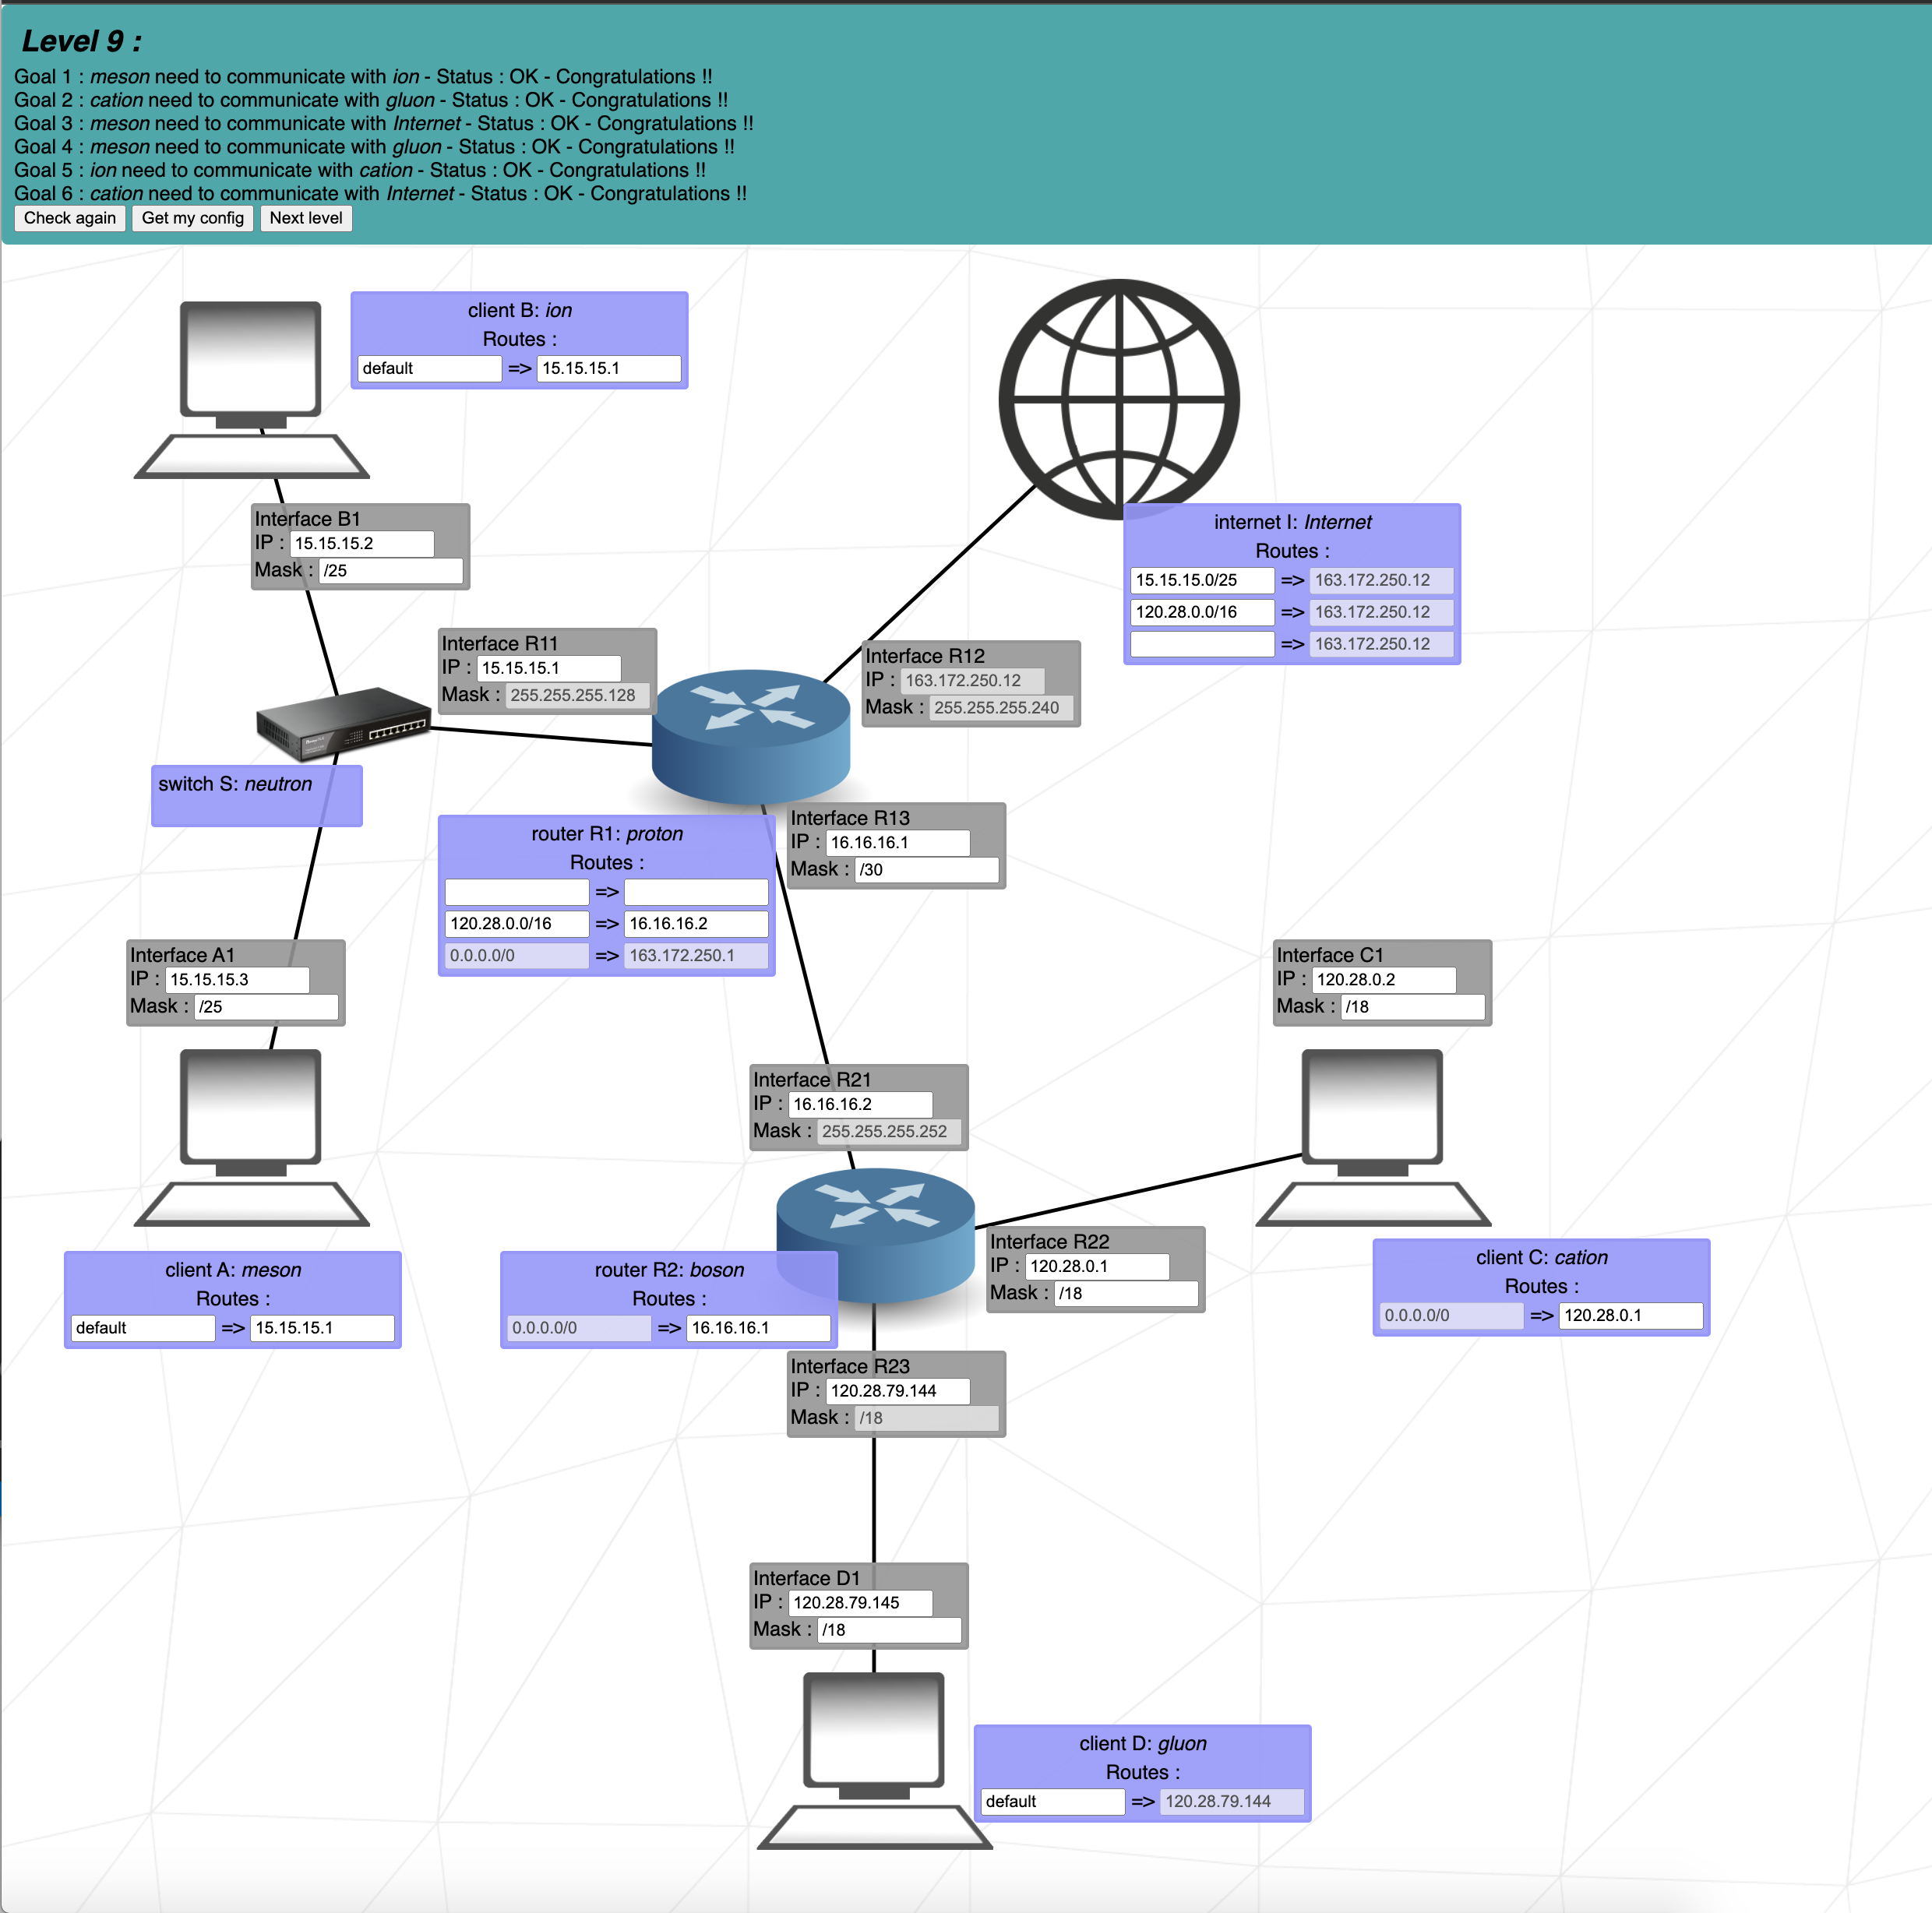 Level 9 :
Goal 1 : meson need to communicate with ion - Status : OK - Congratulations !!
Goal 2 : cation need to communicate with gluon - Status : OK - Congratulations !!
Goal 3 : meson need to communicate with Internet - Status : OK - Congratulations !!
Goal 4 : meson need to communicate with gluon - Status : OK - Congratulations !!
Goal 5 : ion need to communicate with cation - Status : OK - Congratulations !!
Goal 6 : cation need to communicate with Internet - Status : OK - Congratulations !!
Check again Get my config Next level
client B: ion
Routes :
default => 15.15.15.1
Interface B1
IP : 15.15.15.2
Mask : /25
internet I: Internet
Routes :
15.15.15.0/25 => 163.172.250.12
120.28.0.0/16 => 163.172.250.12
=> 163.172.250.12
Interface R11
IP : 15.15.15.1
Mask : 255.255.255.128
Interface R12
IP : 163.172.250.12
Mask : 255.255.255.240
switch S: neutron
Interface R13
IP : 16.16.16.1
Mask : /30
router R1: proton
Routes :
=>
120.28.0.0/16 => 16.16.16.2
0.0.0.0/0 => 163.172.250.1
Interface A1
IP : 15.15.15.3
Mask : /25
Interface C1
IP : 120.28.0.2
Mask : /18
Interface R21
IP : 16.16.16.2
Mask : 255.255.255.252
client A: meson
Routes :
default => 15.15.15.1
router R2: boson
Routes :
0.0.0.0/0 => 16.16.16.1
Interface R22
IP : 120.28.0.1
Mask : /18
client C: cation
Routes :
0.0.0.0/0 => 120.28.0.1
Interface R23
IP : 120.28.79.144
Mask : /18
Interface D1
IP : 120.28.79.145
Mask : /18
client D: gluon
Routes :
default => 120.28.79.144